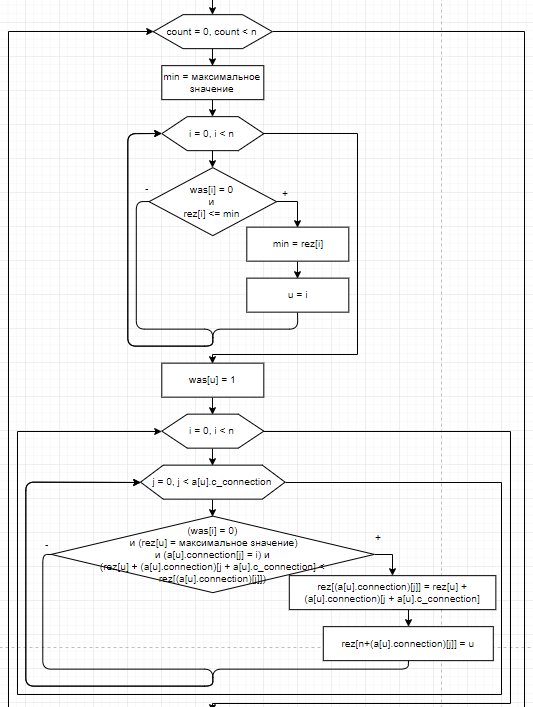 count = 0, count < n
min = максимальное
значение
i = 0, i < n
-
was[i] = 0
и
rez[i] <= min
+
min = rez[i]
u = i
was[u] = 1
i = 0, i < n
j = 0, j < a[u].c_connection
-
(was[i] = 0)
и (rez[u] = максимальное значение)
и (a[u].connection[j] = i) и
(rez[u] + (a[u].connection)[j + a[u].c_connection] <
rez[(a[u].connection)[j]])
+
rez[(a[u].connection)[j]] = rez[u] +
(a[u].connection)[j + a[u].c_connection]
rez[n+(a[u].connection)[j]] = u